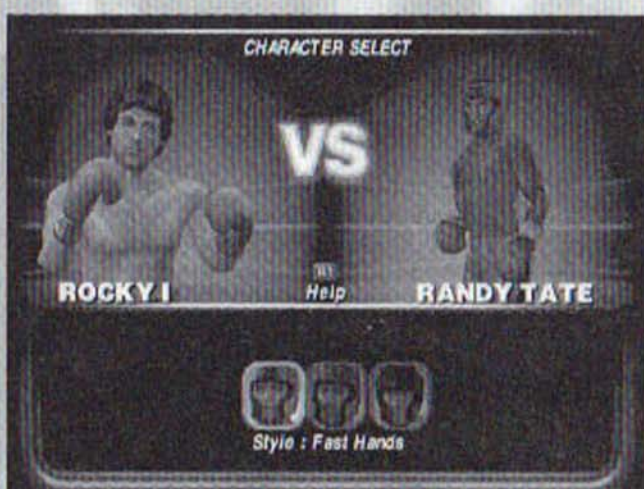 CHARACTER SELECT
VS
ROCKY I
Help
RANDY TATE
Style : Fast Hands